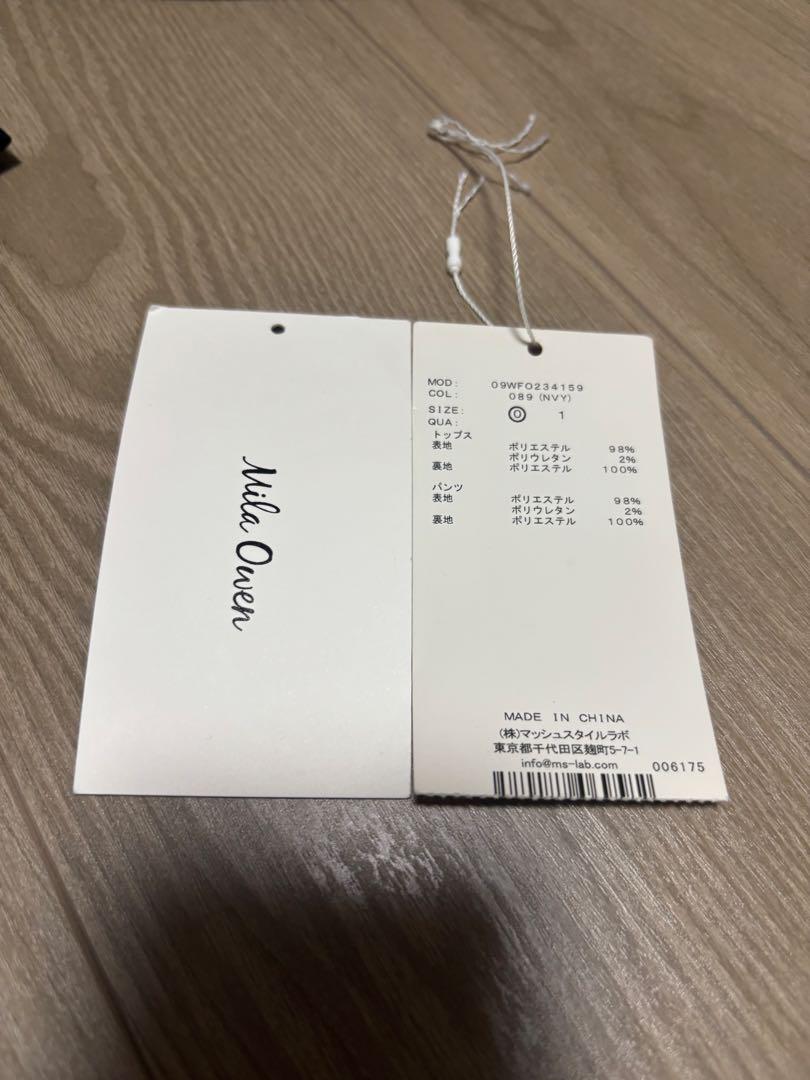 Mila Owen
MOD: 09WFO234159
COL: 089 (NVY)
SIZE: 0 1
QUA:
トップス
表地 ポリエステル 98%
ポリウレタン 2%
裏地 ポリエステル 100%
パンツ
表地 ポリエステル 98%
ポリウレタン 2%
裏地 ポリエステル 100%
MADE IN CHINA
(株)マッシュスタイルラボ
東京都千代田区麹町5-7-1
info@ms-lab.com
006175